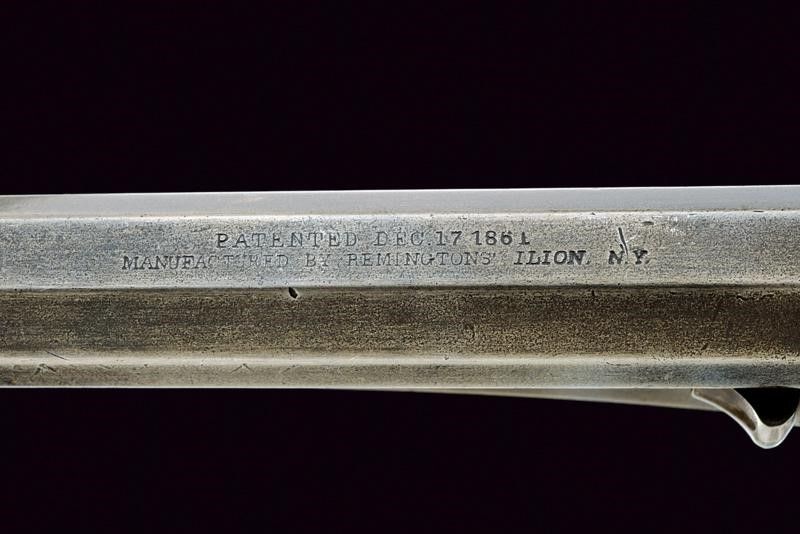 PATENTED DEC. 17 1861
MANUFACTURED BY REMINGTONS' ILION, N.Y.